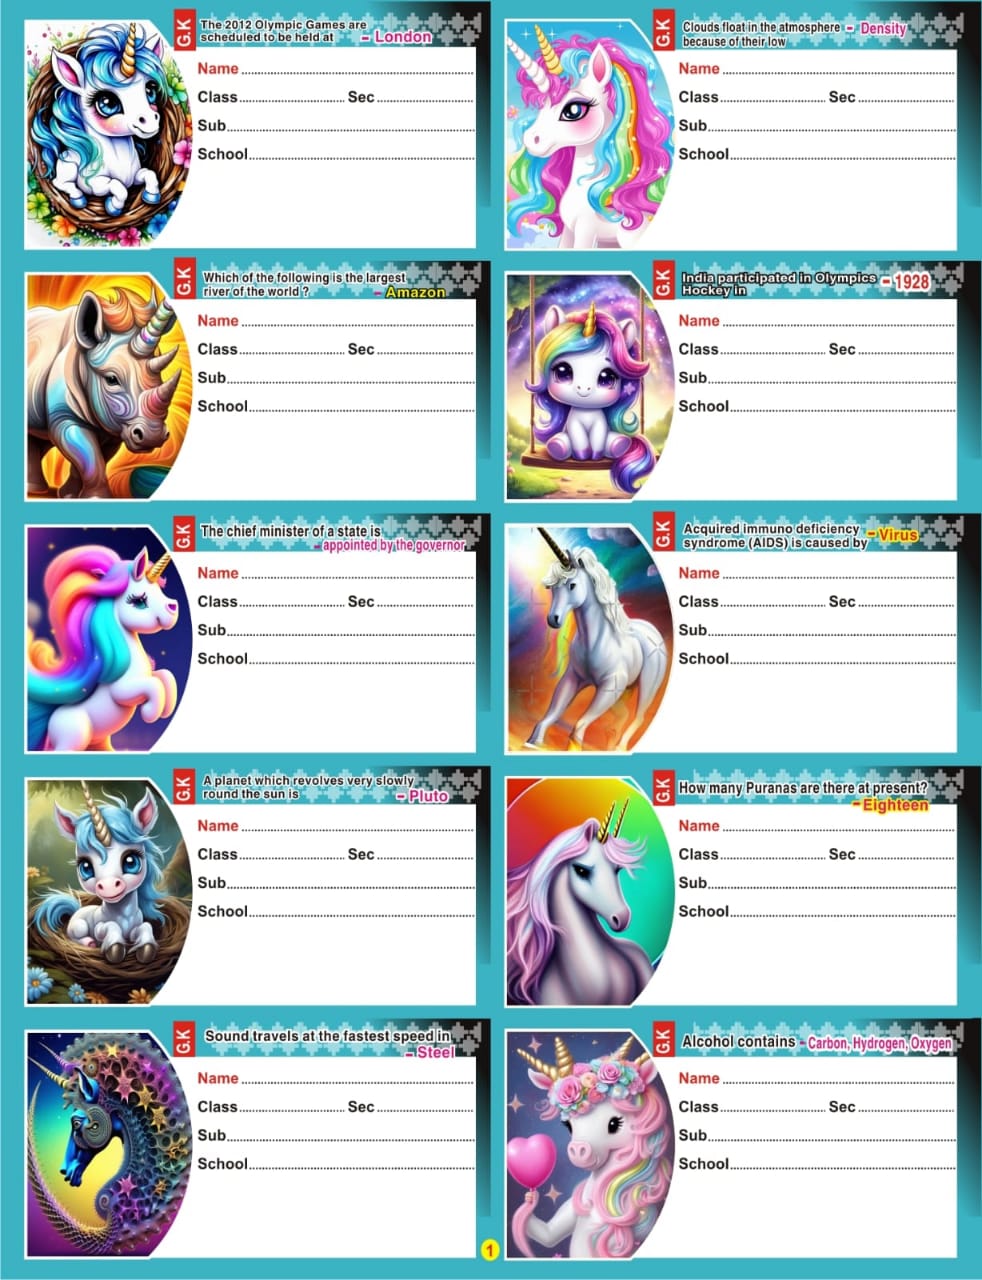 G.K
The 2012 Olympic Games are
scheduled to be held at - London
Name
Class Sec
Sub
School
G.K
Clouds float in the atmosphere - Density
because of their low
Name
Class Sec
Sub
School
G.K
Which of the following is the largest
river of the world ? - Amazon
Name
Class Sec
Sub
School
G.K
India participated in Olympics - 1928
Hockey in
Name
Class Sec
Sub
School
G.K
The chief minister of a state is
- appointed by the governor
Name
Class Sec
Sub
School
G.K
Acquired immuno deficiency - Virus
syndrome (AIDS) is caused by
Name
Class Sec
Sub
School
G.K
A planet which revolves very slowly
round the sun is - Pluto
Name
Class Sec
Sub
School
G.K
How many Puranas are there at present?
- Eighteen
Name
Class Sec
Sub
School
G.K
Sound travels at the fastest speed in
- Steel
Name
Class Sec
Sub
School
G.K
Alcohol contains - Carbon, Hydrogen, Oxygen
Name
Class Sec
Sub
School
1